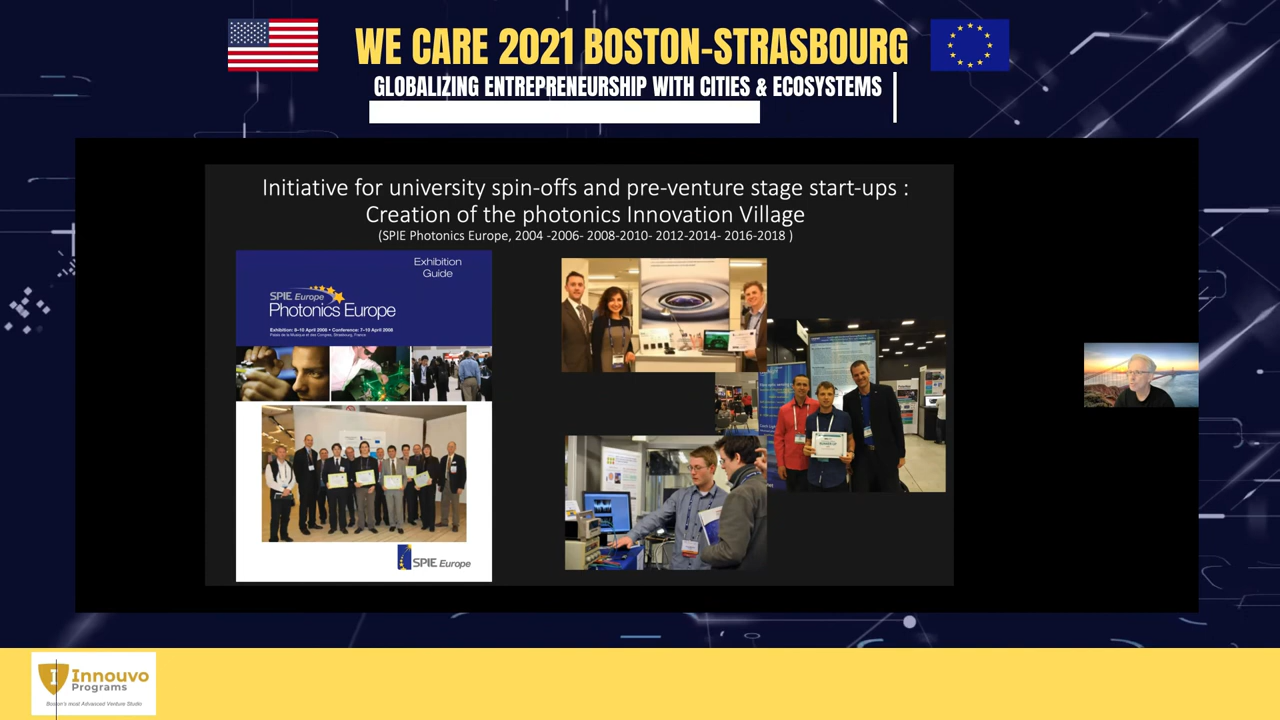 WE CARE 2021 BOSTON-STRASBOURG
GLOBALIZING ENTREPRENEURSHIP WITH CITIES & ECOSYSTEMS
Initiative for university spin-offs and pre-venture stage start-ups :
Creation of the photonics Innovation Village
(SPIE Photonics Europe, 2004 -2006- 2008-2010- 2012-2014- 2016-2018 )
Exhibition
Guide
SPIE Europe
Photonics Europe
Exhibition: 8–10 April 2008 • Conference: 7–10 April 2008
Palais de la Musique et des Congres, Strasbourg, France
SPIE Europe
I
Innouvo
Programs
Boston's most Advanced Venture Studio